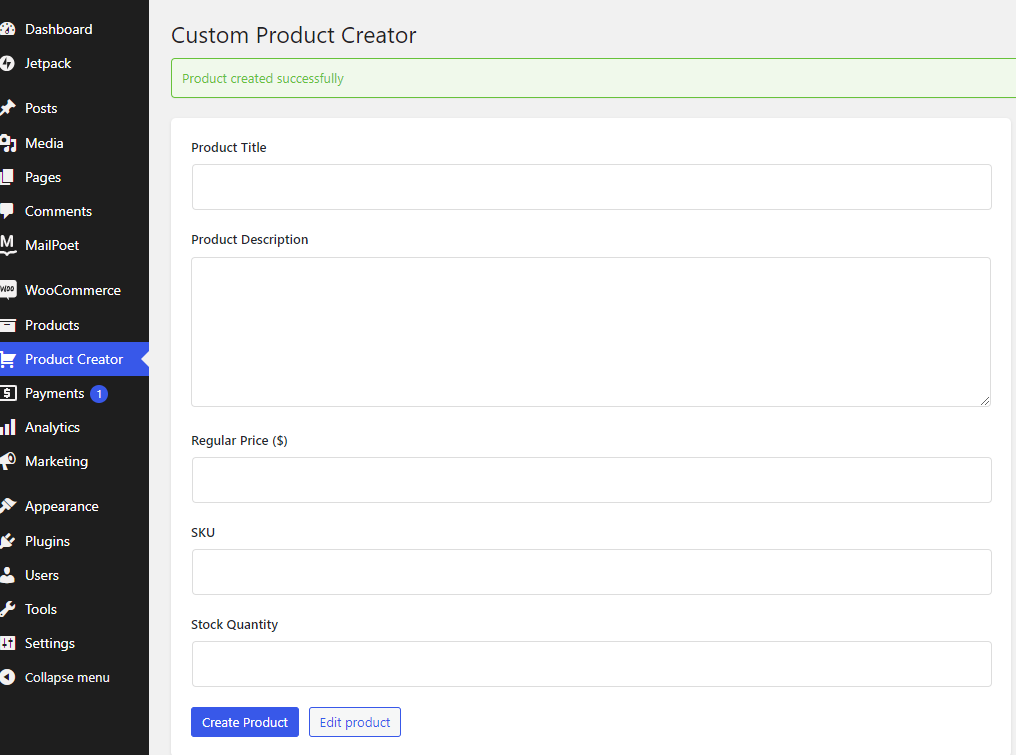 Dashboard
Jetpack
Posts
Media
Pages
Comments
M MailPoet
Woo WooCommerce
Products
Product Creator
$ Payments 1
Analytics
Marketing
Appearance
Plugins
Users
Tools
Settings
Collapse menu
Custom Product Creator
Product created successfully
Product Title
Product Description
Regular Price ($)
SKU
Stock Quantity
Create Product
Edit product